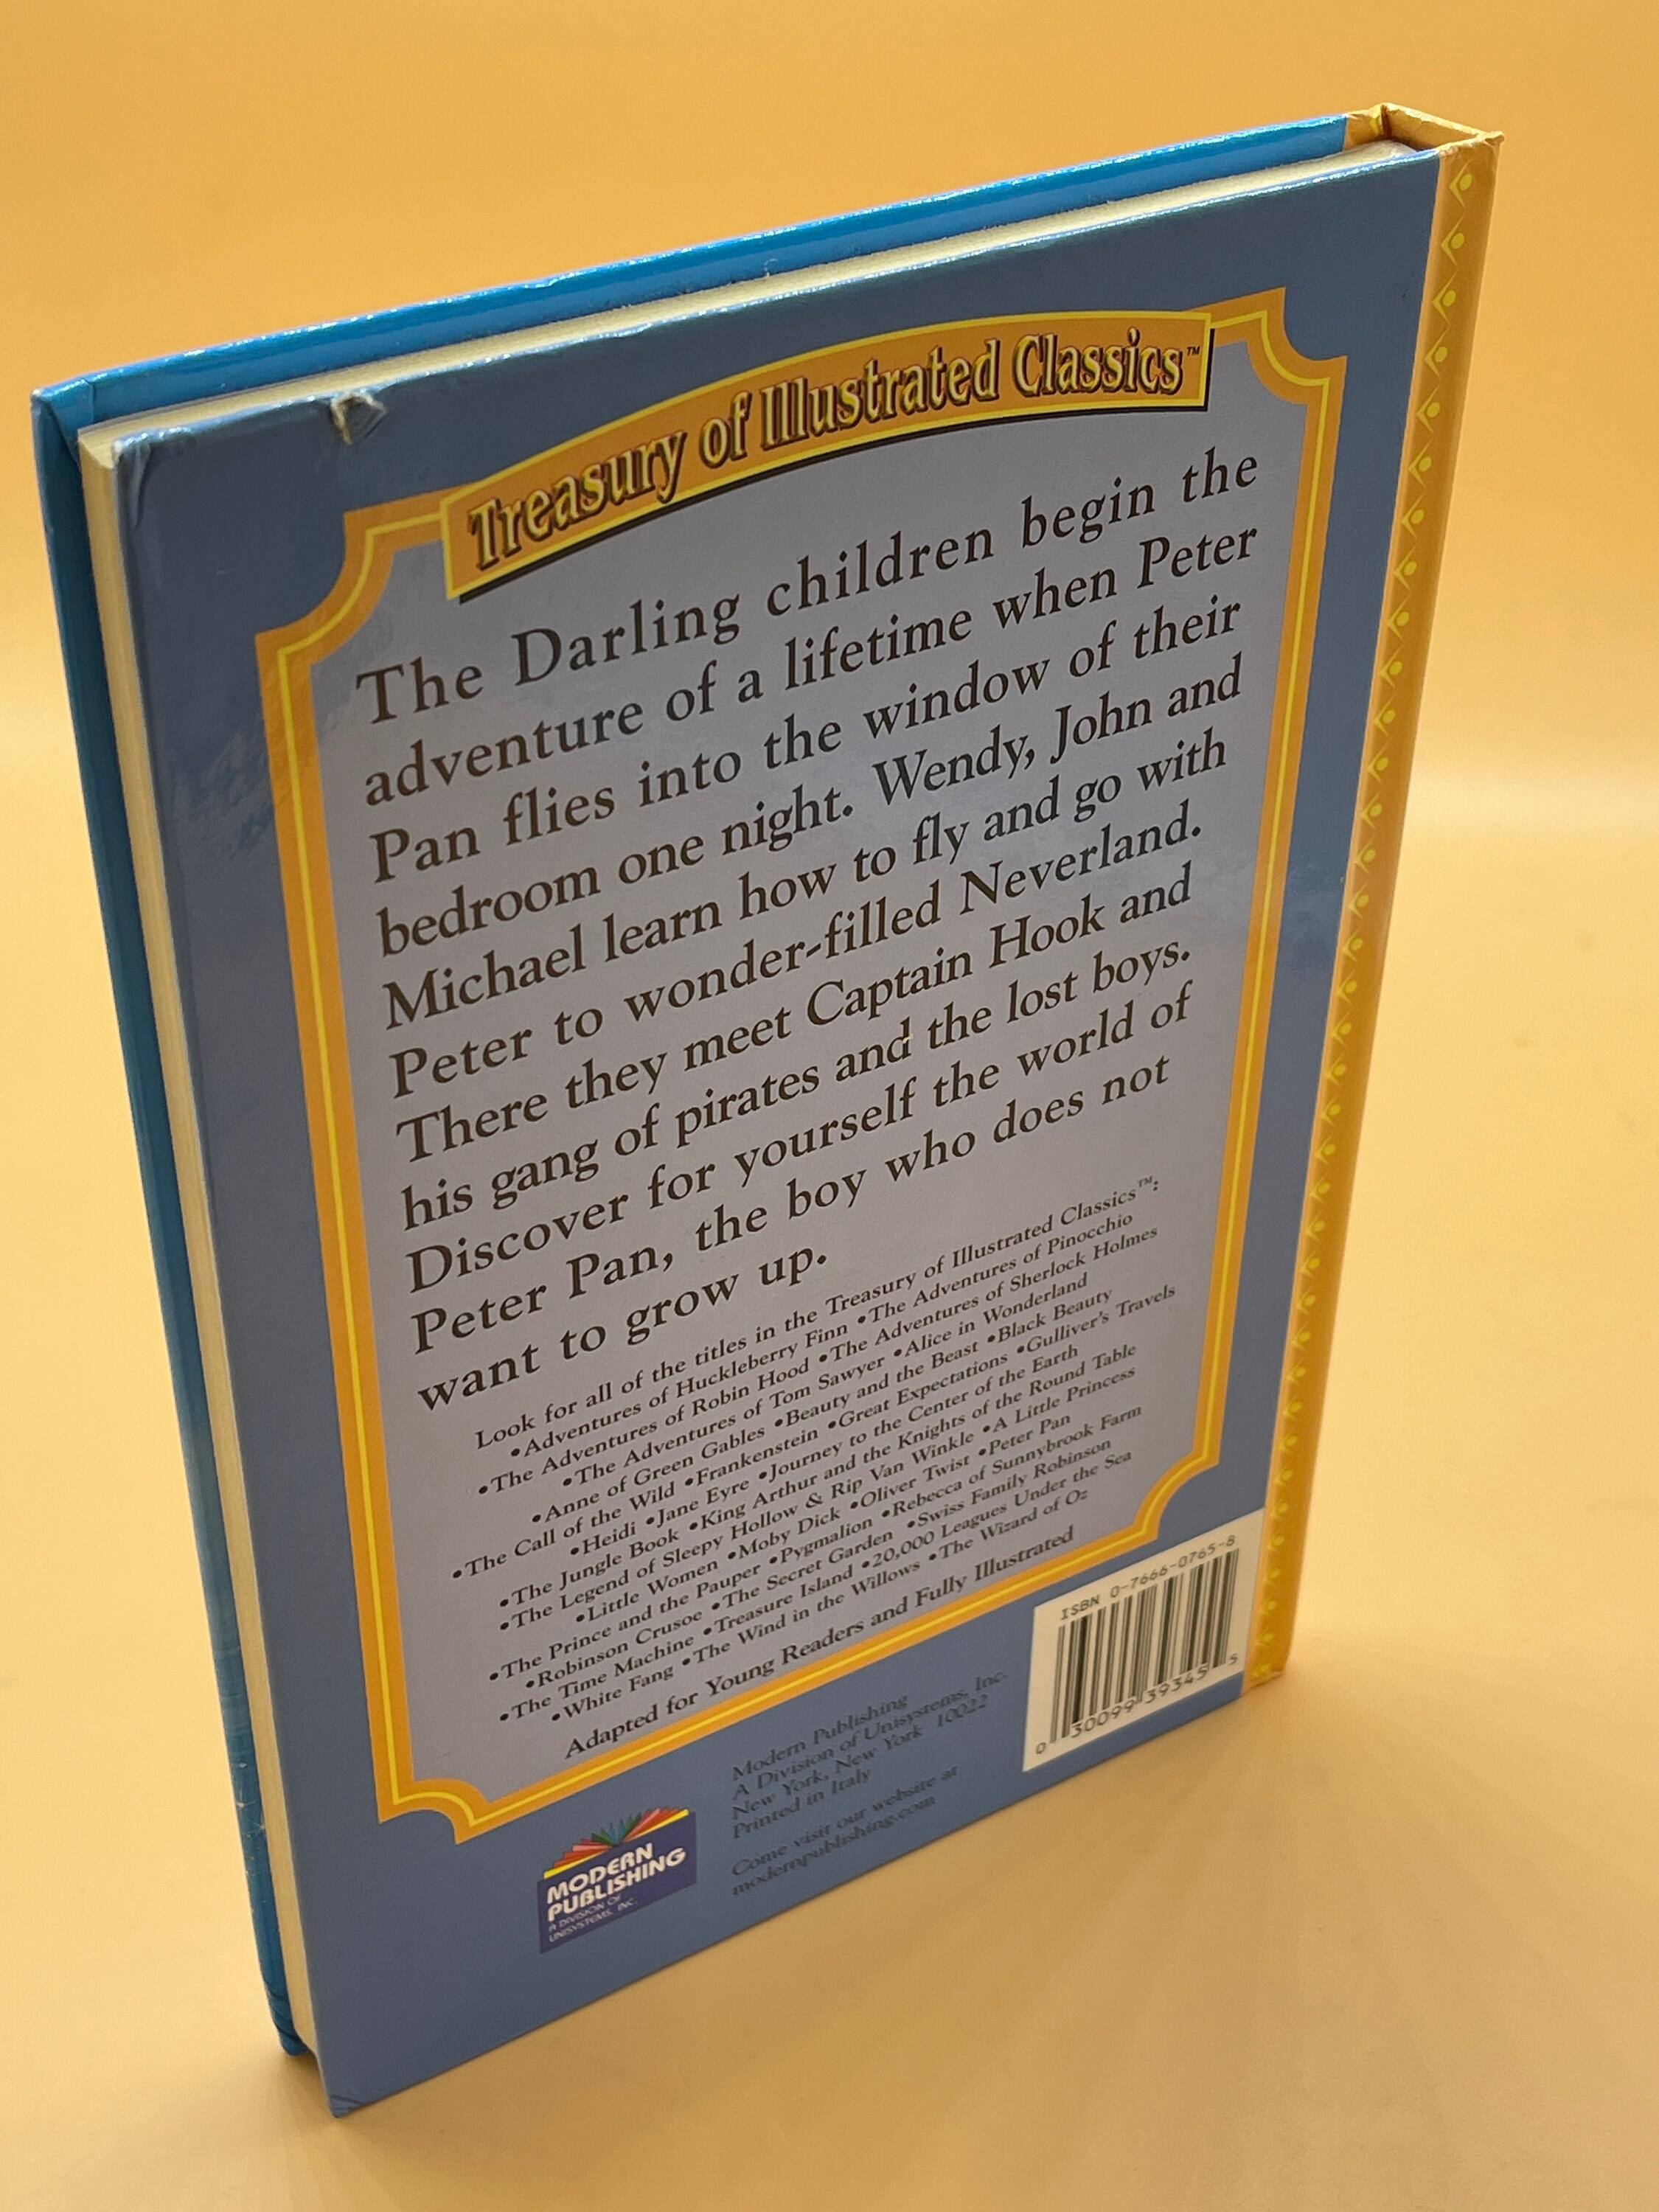 Treasury of Illustrated Classics™
The Darling children begin the
adventure of a lifetime when Peter
Pan flies into the window of their
bedroom one night. Wendy, John and
Michael learn how to fly and go with
Peter to wonder-filled Neverland.
There they meet Captain Hook and
his gang of pirates and the lost boys.
Discover for yourself the world of
Peter Pan, the boy who does not
want to grow up.
Look for all of the titles in the Treasury of Illustrated Classics™:
•Adventures of Huckleberry Finn •The Adventures of Pinocchio
•The Adventures of Robin Hood •The Adventures of Sherlock Holmes
•The Adventures of Tom Sawyer •Alice in Wonderland
•Anne of Green Gables •Beauty and the Beast •Black Beauty
•The Call of the Wild •Frankenstein •Great Expectations •Gulliver's Travels
•Heidi •Jane Eyre •Journey to the Center of the Earth
•The Jungle Book •King Arthur and the Knights of the Round Table
•The Legend of Sleepy Hollow & Rip Van Winkle •A Little Princess
•Little Women •Moby Dick •Oliver Twist •Peter Pan
•The Prince and the Pauper •Pygmalion •Rebecca of Sunnybrook Farm
•Robinson Crusoe •The Secret Garden •Swiss Family Robinson
•The Time Machine •Treasure Island •20,000 Leagues Under the Sea
•White Fang •The Wind in the Willows •The Wizard of Oz
Adapted for Young Readers and Fully Illustrated
MODERN
PUBLISHING
A DIVISION OF
UNISYSTEMS, INC.
Modern Publishing
A Division of Unisystems, Inc.
New York, New York 10022
Printed in Italy
Come visit our website at
modernpublishing.com
ISBN 0-7666-0765-8
0 30099 39345 5